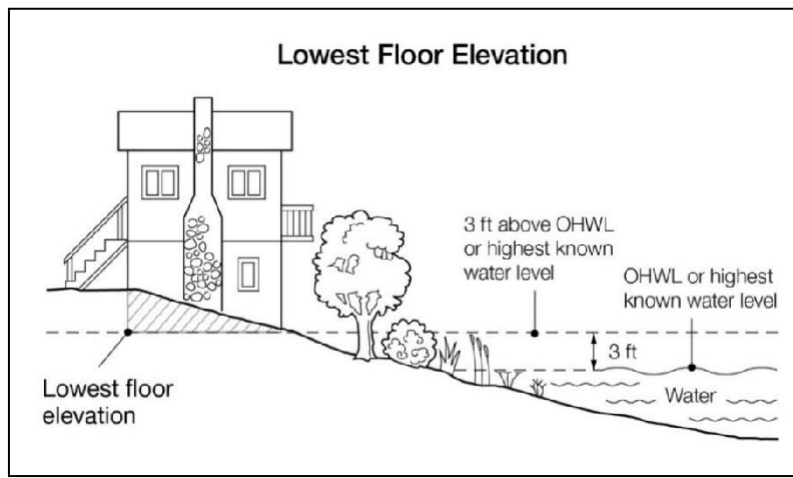 Lowest Floor Elevation
3 ft above OHWL
or highest known
water level
OHWL or highest
known water level
3 ft
Water
Lowest floor
elevation